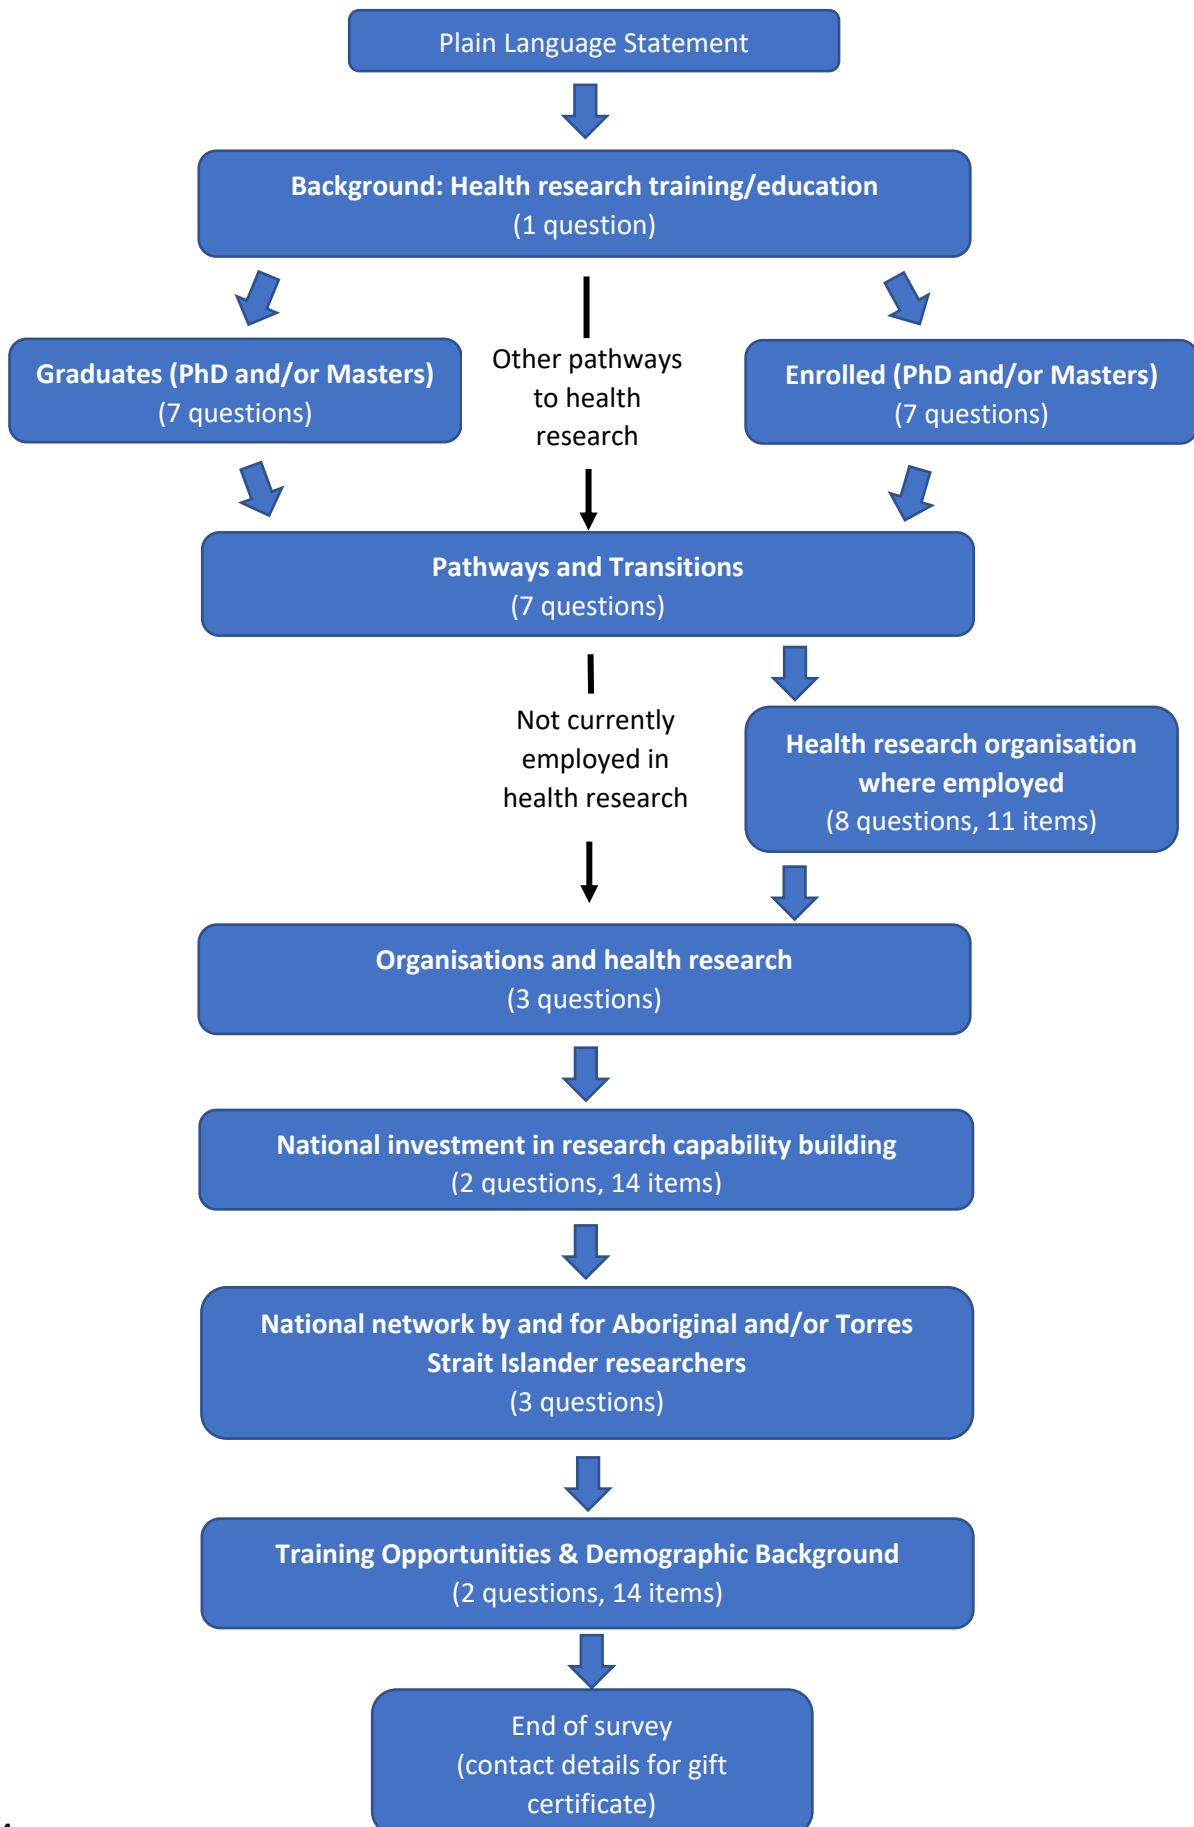 Plain Language Statement
Background: Health research training/education
(1 question)
Graduates (PhD and/or Masters)
(7 questions)
Other pathways
to health
research
Enrolled (PhD and/or Masters)
(7 questions)
Pathways and Transitions
(7 questions)
Not currently
employed in
health research
Health research organisation
where employed
(8 questions, 11 items)
Organisations and health research
(3 questions)
National investment in research capability building
(2 questions, 14 items)
National network by and for Aboriginal and/or Torres
Strait Islander researchers
(3 questions)
Training Opportunities & Demographic Background
(2 questions, 14 items)
End of survey
(contact details for gift
certificate)